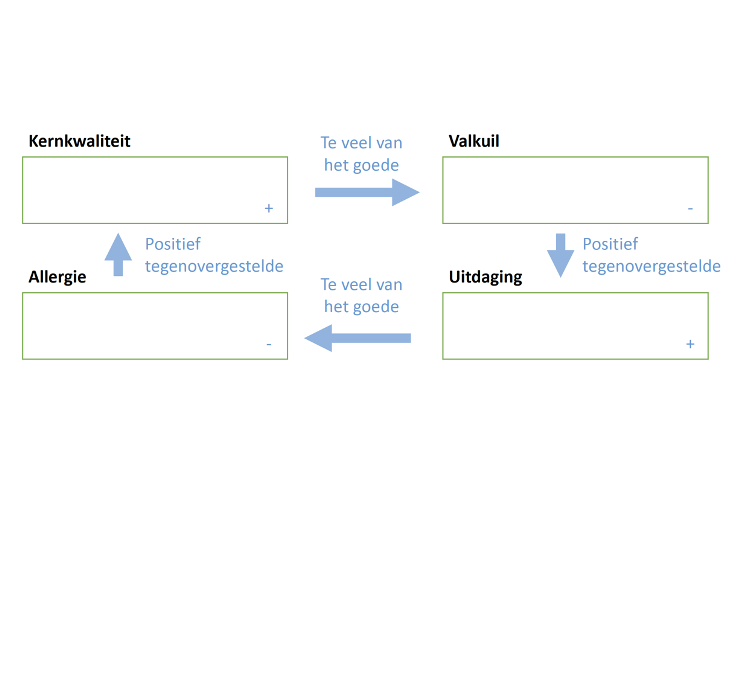 Kernkwaliteit
Te veel van
het goede
Valkuil
+
-
Positief
tegenovergestelde
Positief
tegenovergestelde
Allergie
Te veel van
het goede
Uitdaging
-
+